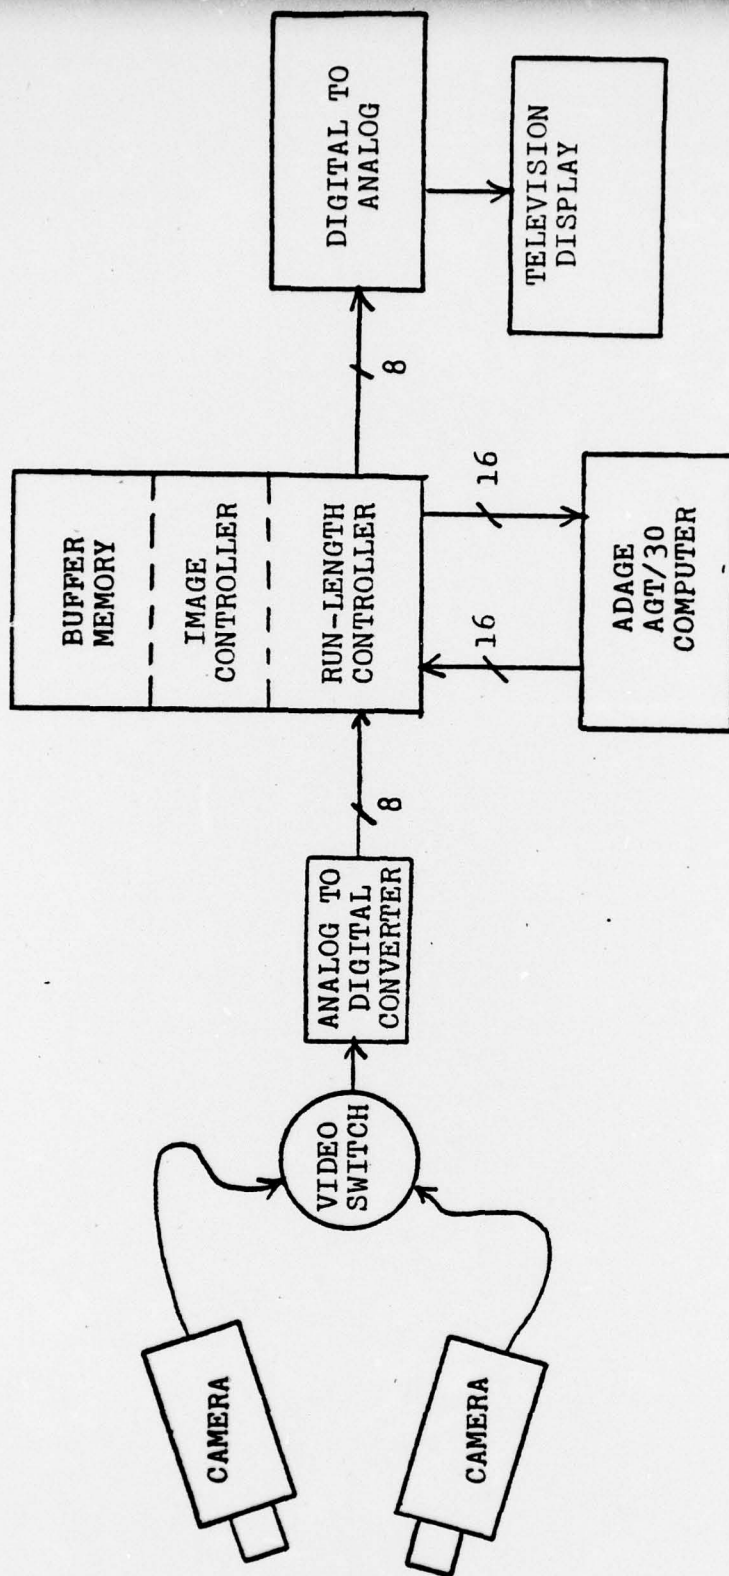 CAMERA
CAMERA
VIDEO
SWITCH
ANALOG TO
DIGITAL
CONVERTER
8
BUFFER
MEMORY
IMAGE
CONTROLLER
RUN-LENGTH
CONTROLLER
16
16
ADAGE
AGT/30
COMPUTER
8
DIGITAL TO
ANALOG
TELEVISION
DISPLAY